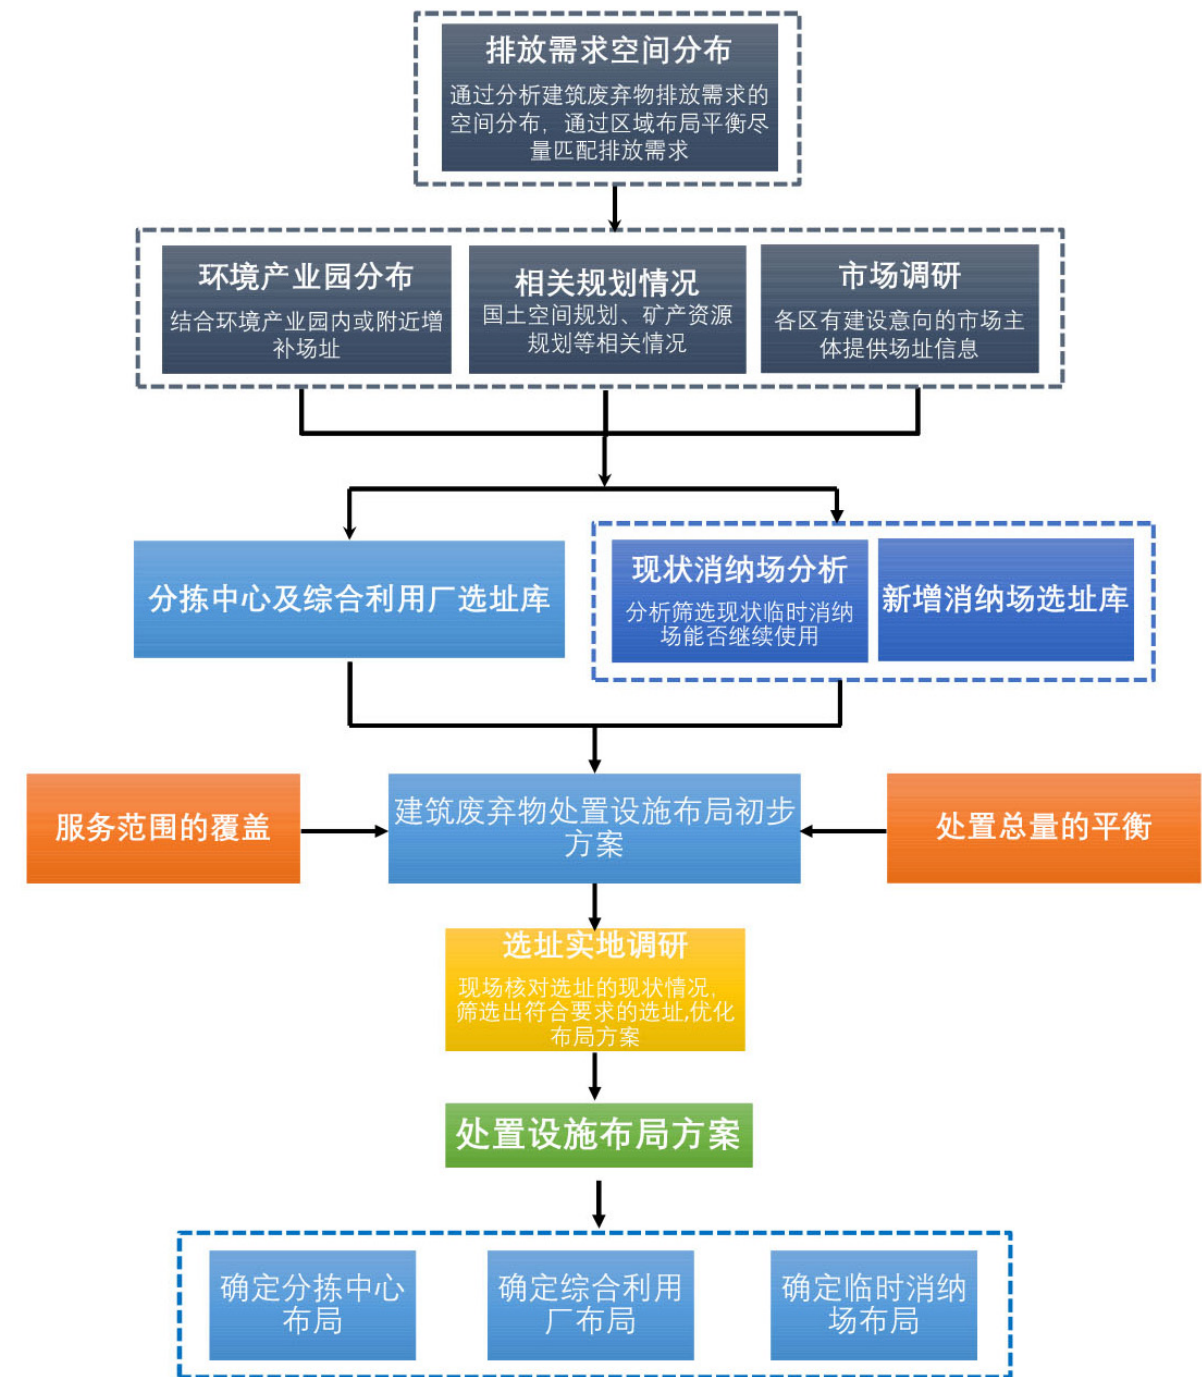 排放需求空间分布
通过分析建筑废弃物排放需求的
空间分布，通过区域布局平衡尽
量匹配排放需求
环境产业园分布
结合环境产业园内或附近增
补场址
相关规划情况
国土空间规划、矿产资源
规划等相关情况
市场调研
各区有建设意向的市场主
体提供场址信息
分拣中心及综合利用厂选址库
现状消纳场分析
分析筛选现状临时消纳
场能否继续使用
新增消纳场选址库
服务范围的覆盖
建筑废弃物处置设施布局初步
方案
处置总量的平衡
选址实地调研
现场核对选址的现状情况，
筛选出符合要求的选址,优化
布局方案
处置设施布局方案
确定分拣中心
布局
确定综合利用
厂布局
确定临时消纳
场布局